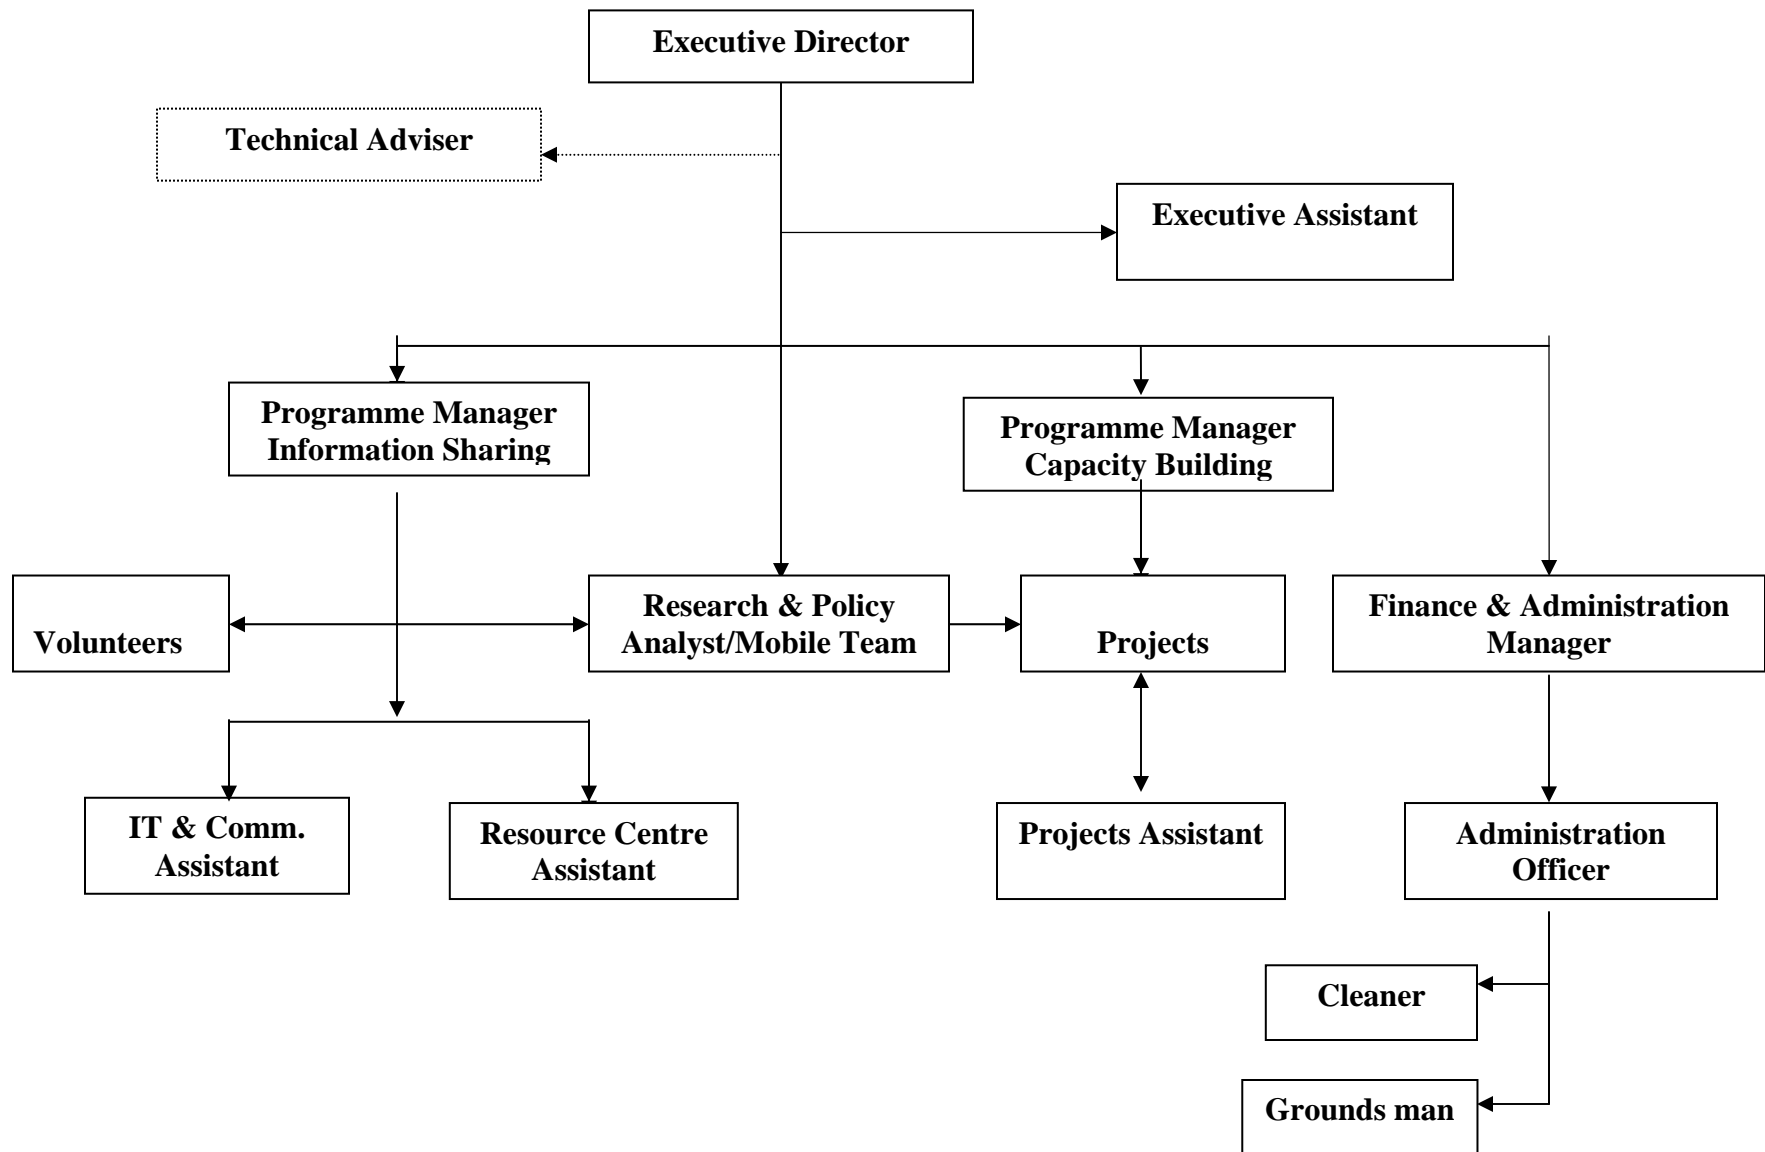 Executive Director
Technical Adviser
Executive Assistant
Programme Manager
Information Sharing
Programme Manager
Capacity Building
Volunteers
Research & Policy
Analyst/Mobile Team
Projects
Finance & Administration
Manager
IT & Comm.
Assistant
Resource Centre
Assistant
Projects Assistant
Administration
Officer
Cleaner
Grounds man